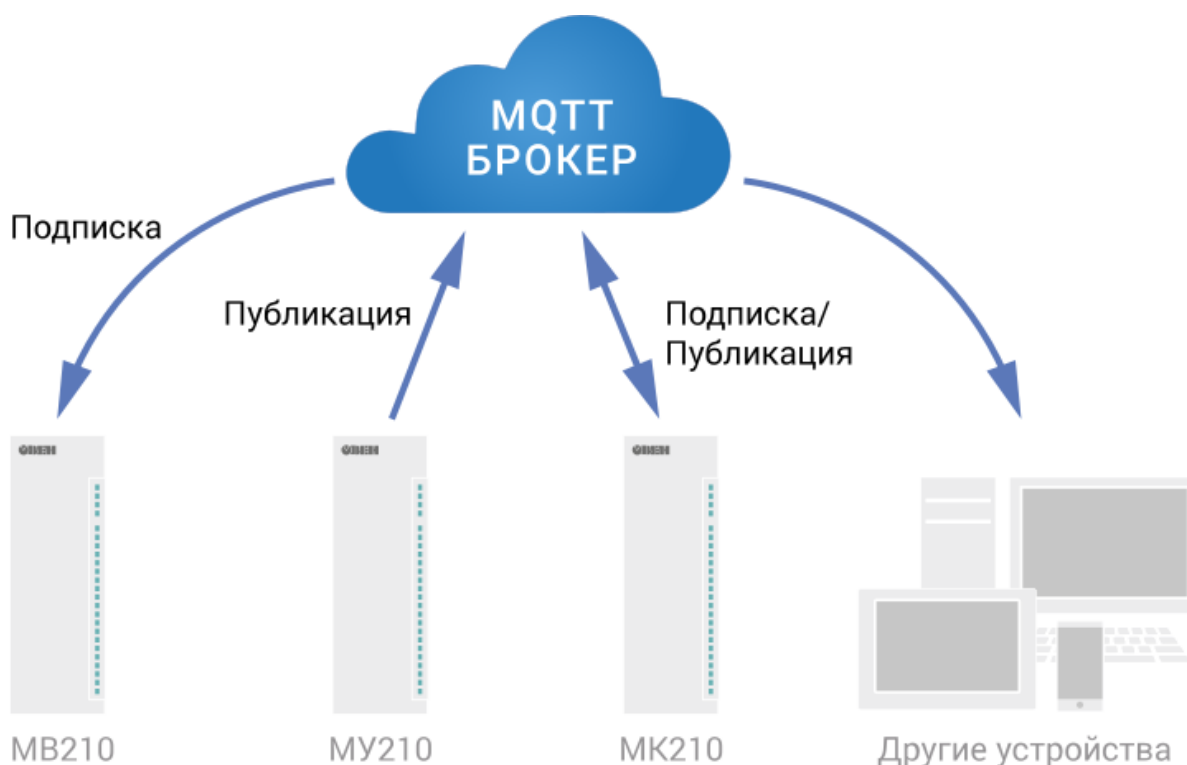 MQTT
БРОКЕР
Подписка
Публикация
Подписка/
Публикация
ОВЕН
ОВЕН
ОВЕН
МВ210
МУ210
МК210
Другие устройства